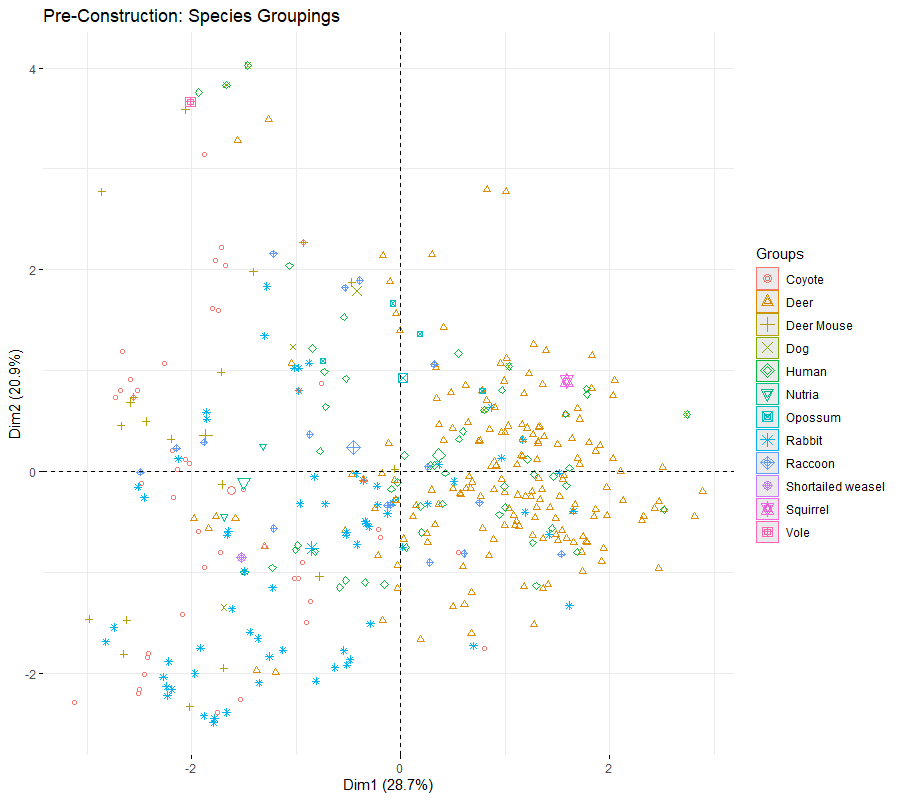 Pre-Construction: Species Groupings
4
2
0
-2
Dim2 (20.9%)
-2
0
2
Dim1 (28.7%)
Groups
Coyote
Deer
Deer Mouse
Dog
Human
Nutria
Opossum
Rabbit
Raccoon
Shortailed weasel
Squirrel
Vole